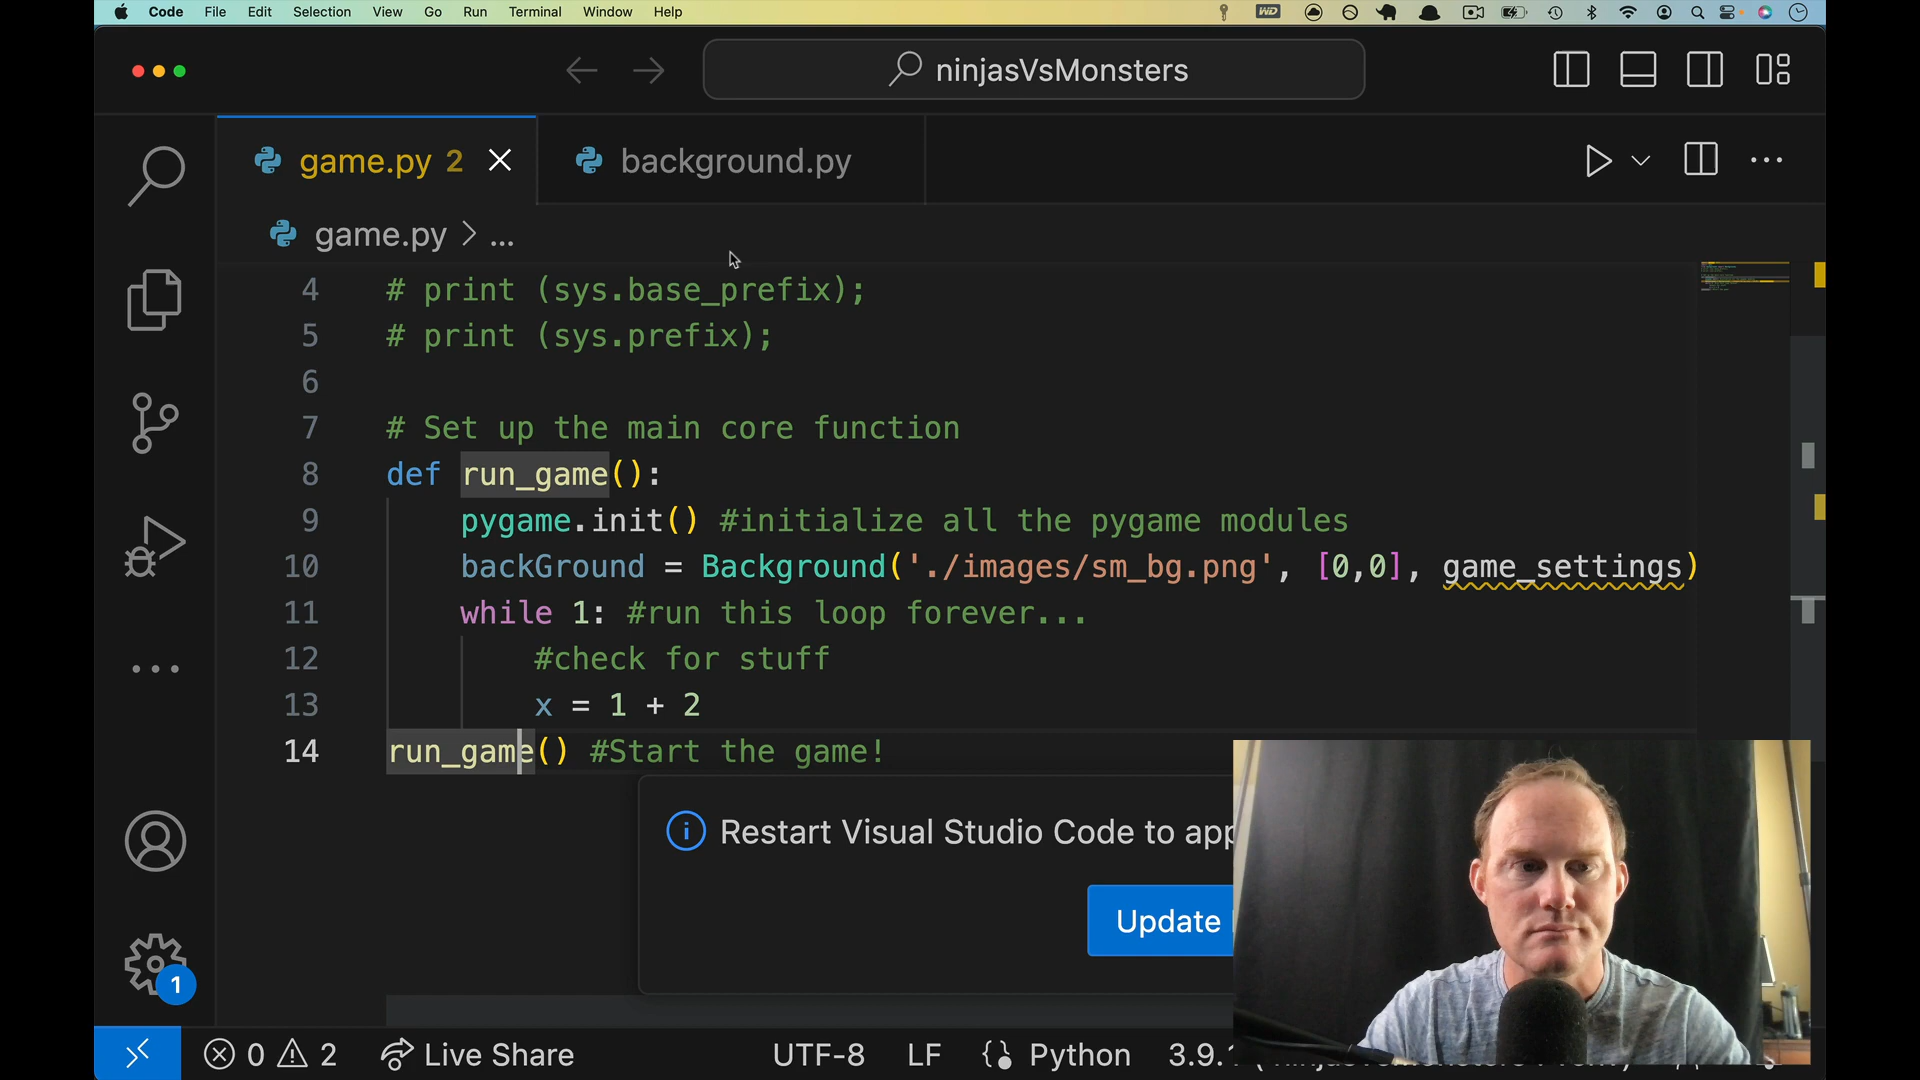 Code File Edit Selection View Go Run Terminal Window Help
WD
ninjasVsMonsters
game.py 2
background.py
game.py > ...
4 # print (sys.base_prefix);
5 # print (sys.prefix);
6
7 # Set up the main core function
8 def run_game():
9 pygame.init() #initialize all the pygame modules
10 backGround = Background('./images/sm_bg.png', [0,0], game_settings)
11 while 1: #run this loop forever...
12 #check for stuff
13 x = 1 + 2
14 run_game() #Start the game!
Restart Visual Studio Code to app
Update
1
0 2 Live Share UTF-8 LF Python 3.9.